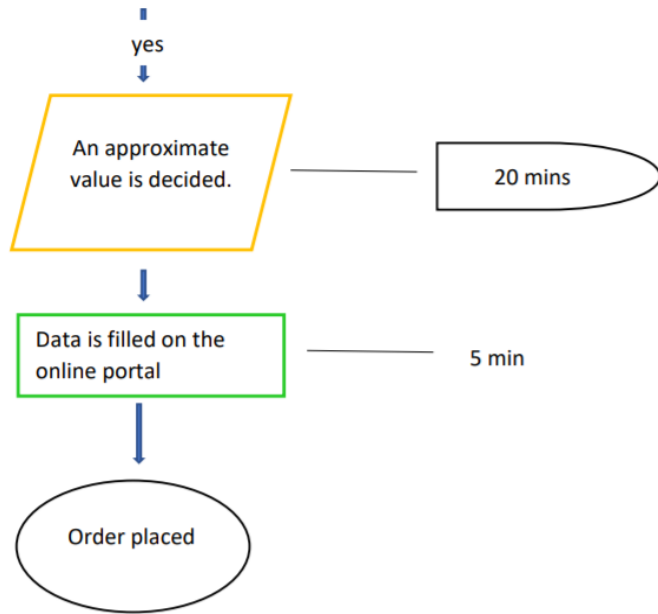 yes
An approximate
value is decided.
20 mins
Data is filled on the
online portal
5 min
Order placed